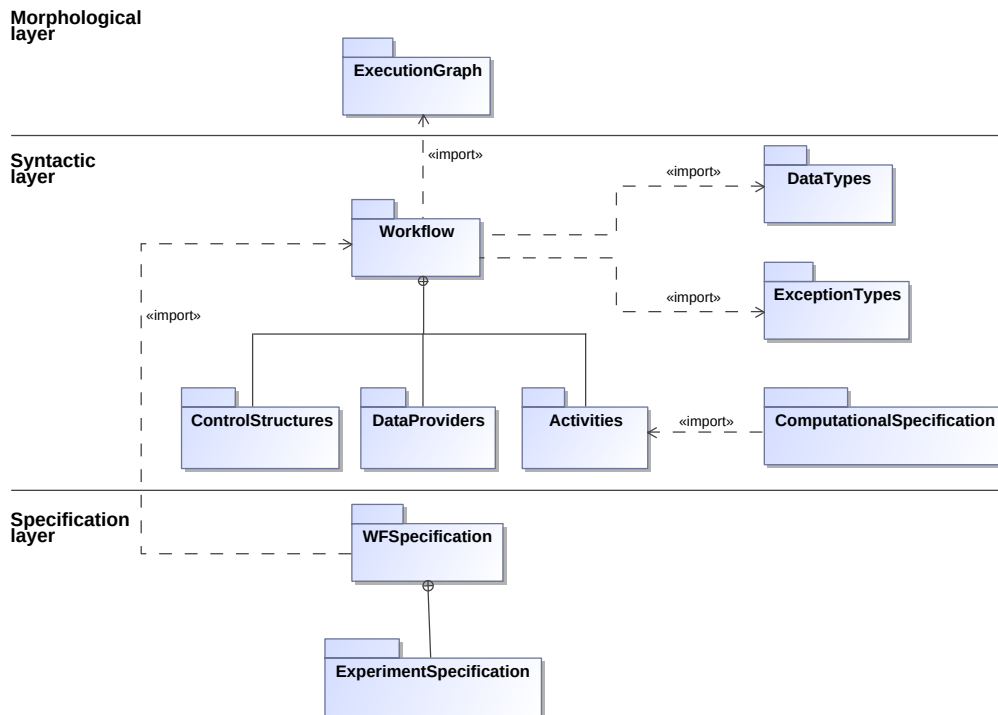 Morphological
layer
ExecutionGraph
«import»
Syntactic
layer
«import»
DataTypes
Workflow
«import»
ExceptionTypes
«import»
ControlStructures
DataProviders
Activities
«import»
ComputationalSpecification
Specification
layer
WFSpecification
ExperimentSpecification